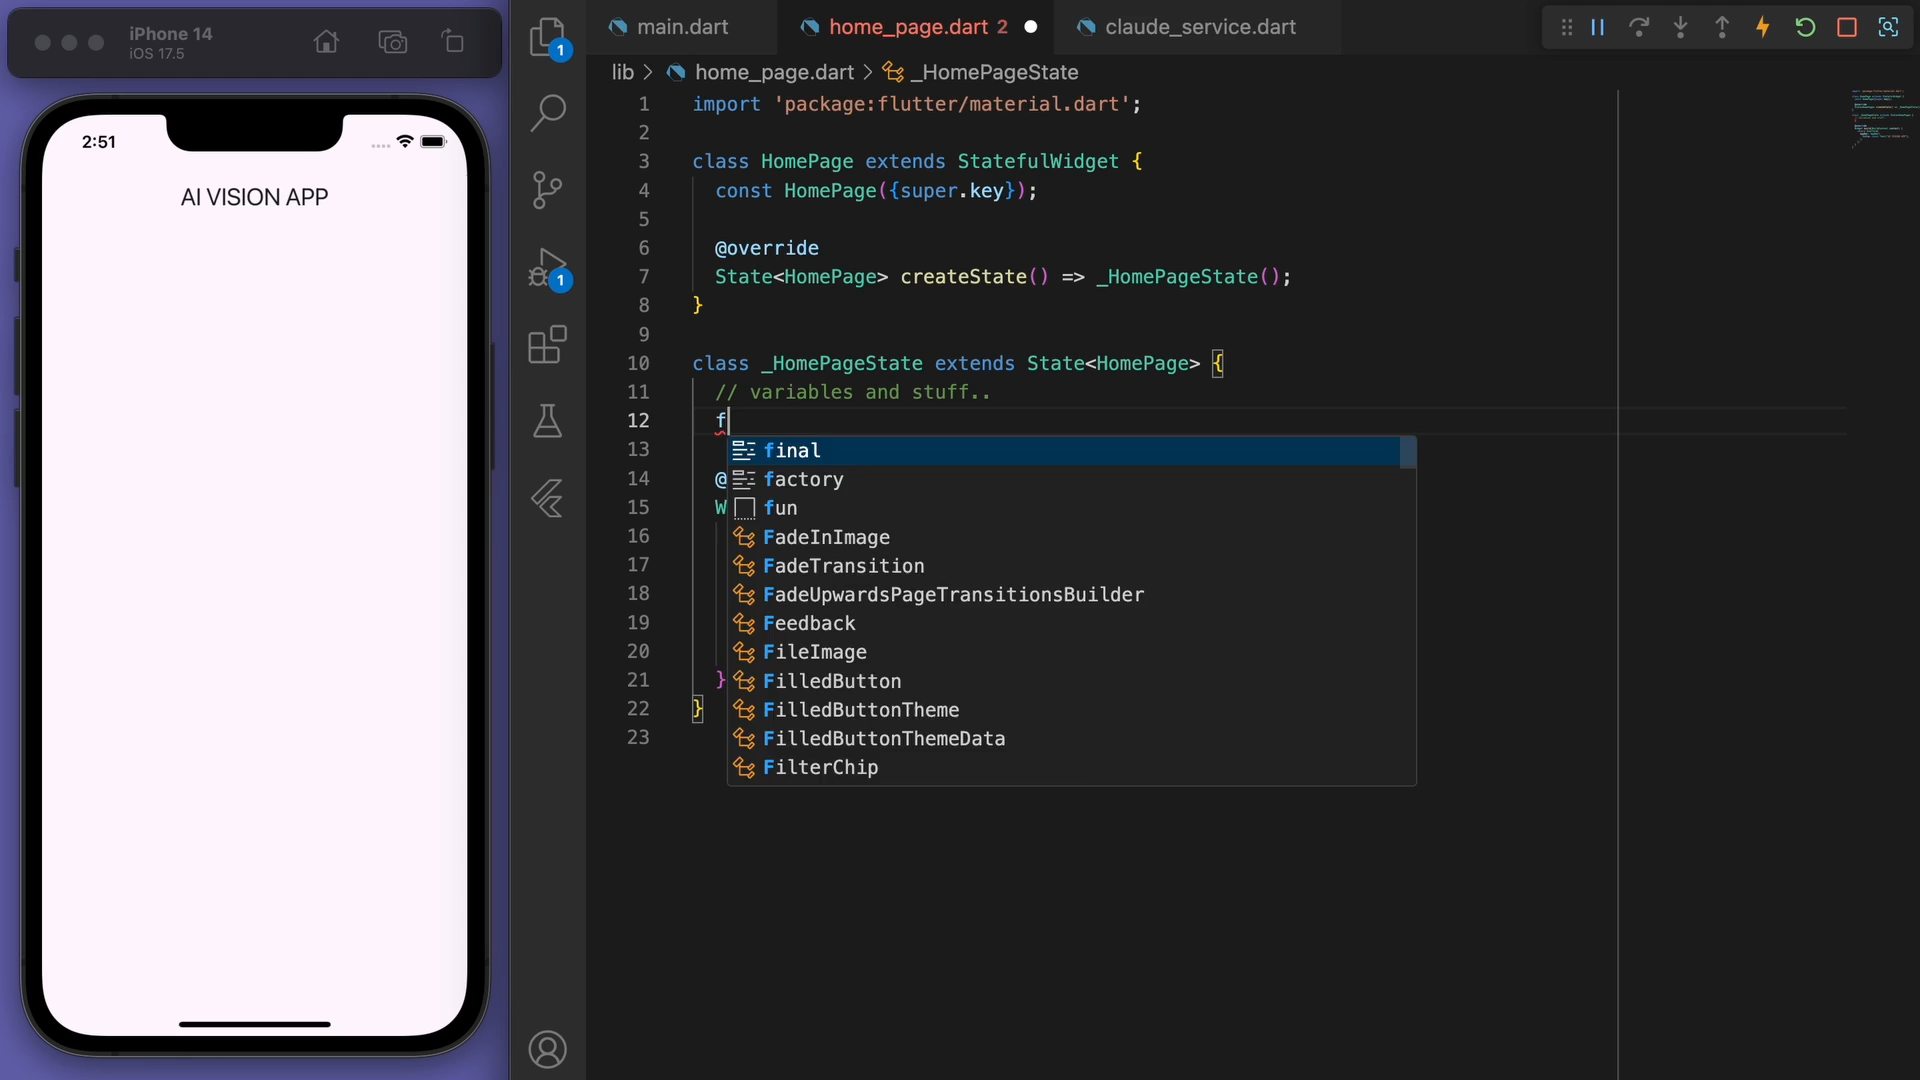 iPhone 14
iOS 17.5
2:51
AI VISION APP
1
1
main.dart
home_page.dart 2
claude_service.dart
lib > home_page.dart > _HomePageState
1 import 'package:flutter/material.dart';
2
3 class HomePage extends StatefulWidget {
4 const HomePage({super.key});
5
6 @override
7 State<HomePage> createState() => _HomePageState();
8 }
9
10 class _HomePageState extends State<HomePage> {
11 // variables and stuff..
12 f
13
14 @
15 W
16
17
18
19
20
21 }
22 }
23
final
factory
fun
FadeInImage
FadeTransition
FadeUpwardsPageTransitionsBuilder
Feedback
FileImage
FilledButton
FilledButtonTheme
FilledButtonThemeData
FilterChip